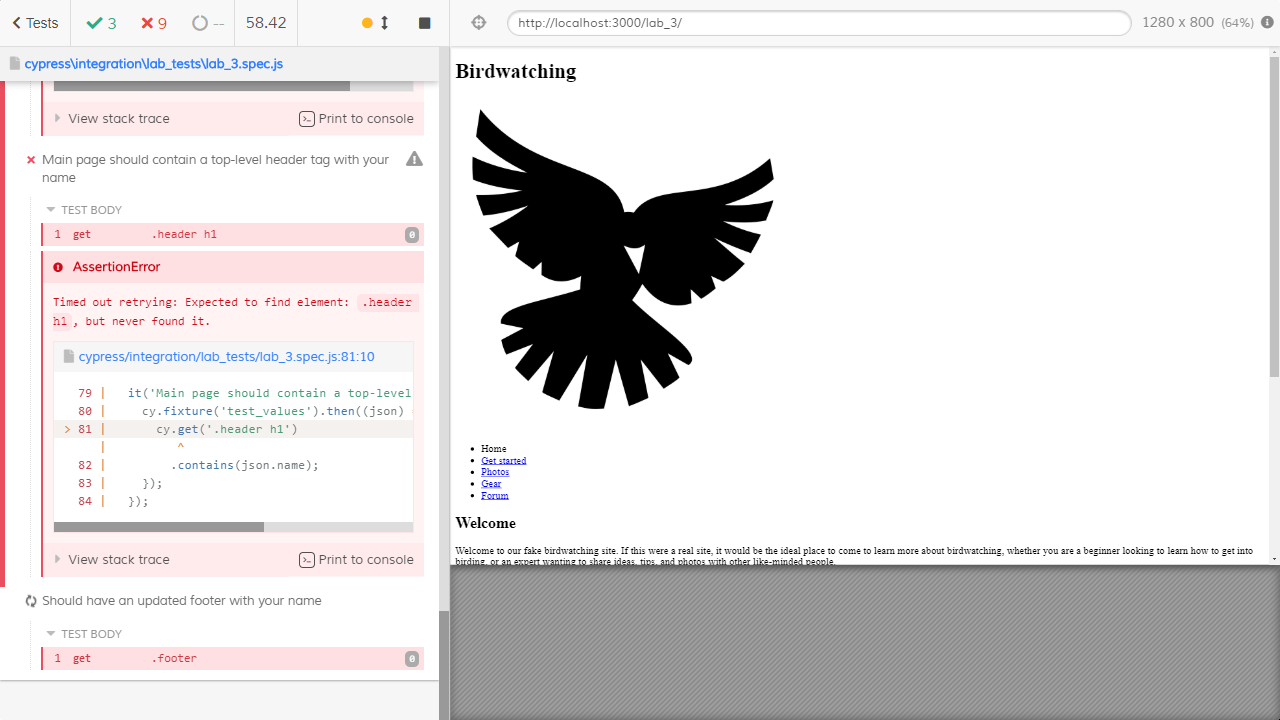 Tests
3
9
--
58.42
http://localhost:3000/lab_3/
1280 x 800 (64%)
cypress\integration\lab_tests\lab_3.spec.js
View stack trace
Print to console
Main page should contain a top-level header tag with your
name
TEST BODY
1 get .header h1 0
AssertionError
Timed out retrying: Expected to find element: .header
h1, but never found it.
cypress/integration/lab_tests/lab_3.spec.js:81:10
79 | it('Main page should contain a top-level
80 | cy.fixture('test_values').then((json)
> 81 | cy.get('.header h1')
| ^
82 | .contains(json.name);
83 | });
84 | });
View stack trace
Print to console
Should have an updated footer with your name
TEST BODY
1 get .footer 0
Birdwatching
Home
Get started
Photos
Gear
Forum
Welcome
Welcome to our fake birdwatching site. If this were a real site, it would be the ideal place to come to learn more about birdwatching, whether you are a beginner looking to learn how to get into
birding, or an expert wanting to share ideas, tips, and photos with other like-minded people.